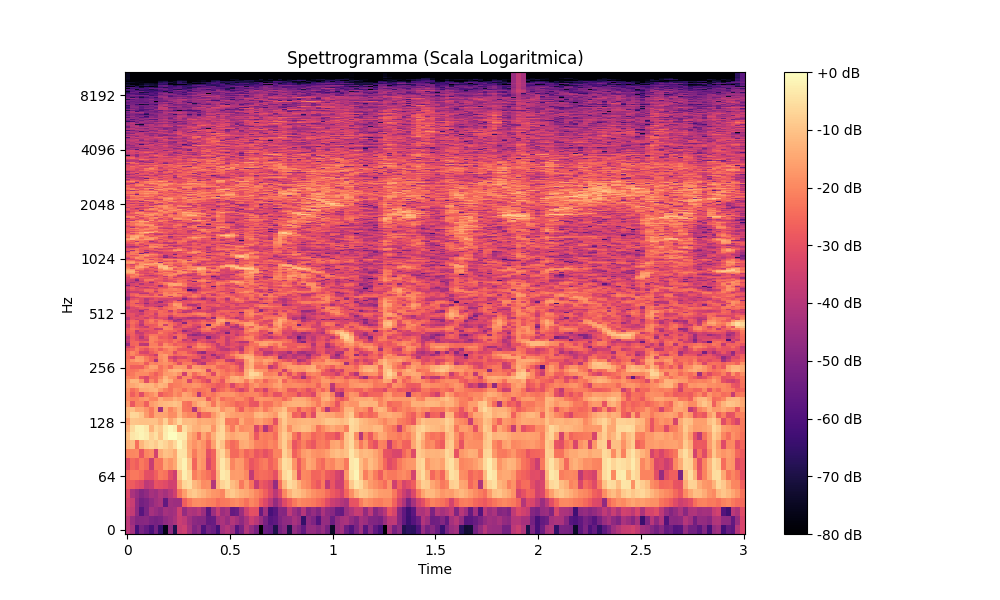 Spettrogramma (Scala Logaritmica)
8192
4096
2048
1024
512
256
128
64
0
Hz
0
0.5
1
1.5
2
2.5
3
Time
+0 dB
-10 dB
-20 dB
-30 dB
-40 dB
-50 dB
-60 dB
-70 dB
-80 dB